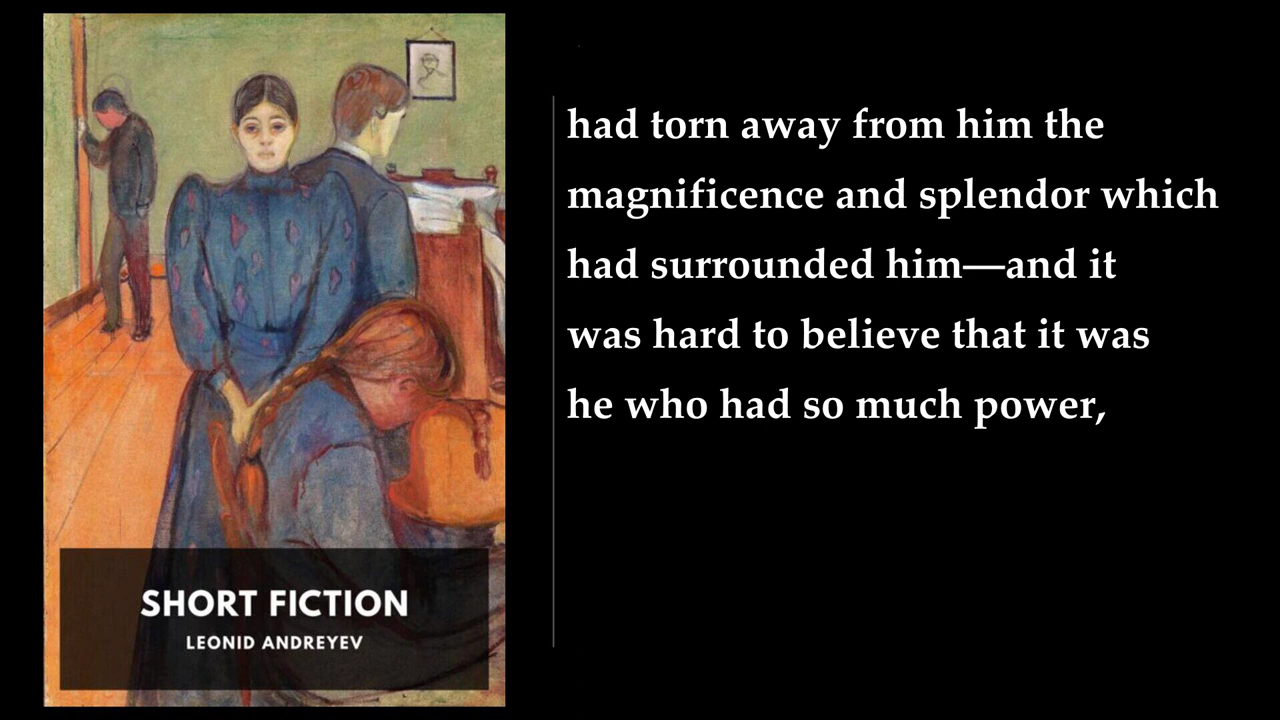 SHORT FICTION
LEONID ANDREYEV
had torn away from him the
magnificence and splendor which
had surrounded him—and it
was hard to believe that it was
he who had so much power,